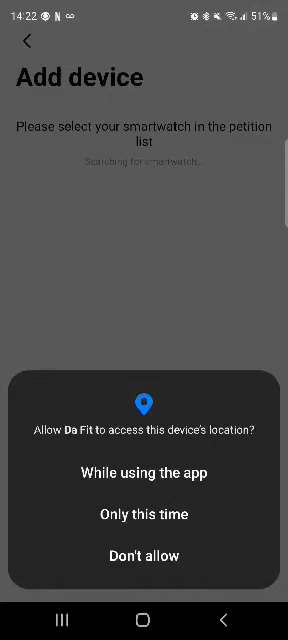 14:22
51%
Add device
Please select your smartwatch in the petition
list
Searching for smartwatch...
Allow Da Fit to access this device's location?
While using the app
Only this time
Don't allow